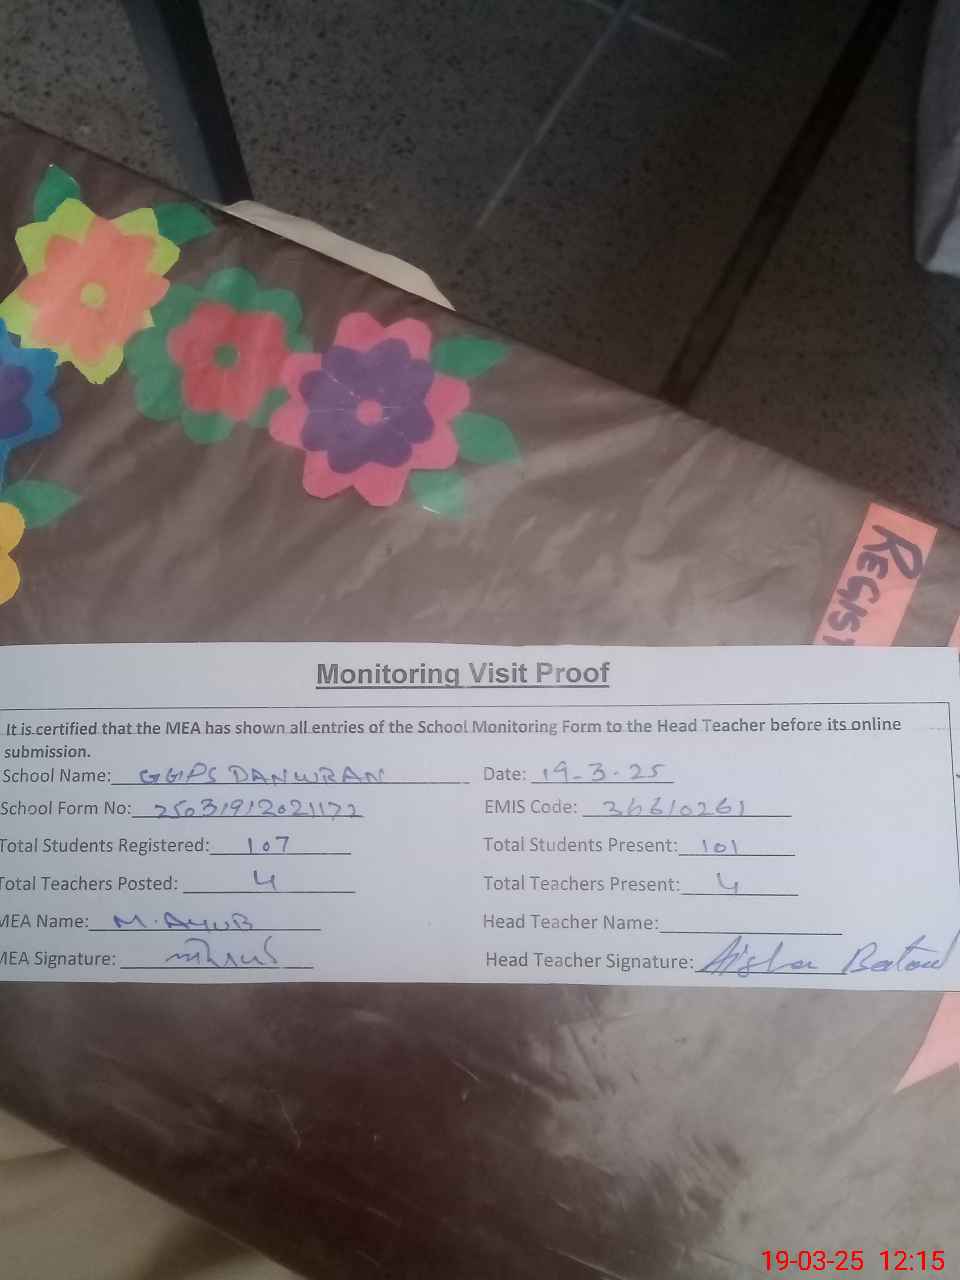 REGIST
Monitoring Visit Proof
It is certified that the MEA has shown all entries of the School Monitoring Form to the Head Teacher before its online
submission.
School Name: GGPS DANWRAN Date: 19-3-25
School Form No: 25031912021172 EMIS Code: 36610261
Total Students Registered: 107 Total Students Present: 101
Total Teachers Posted: 4 Total Teachers Present: 4
MEA Name: M. AYUB Head Teacher Name:
MEA Signature: Head Teacher Signature: Aisha Batool
19-03-25 12:15